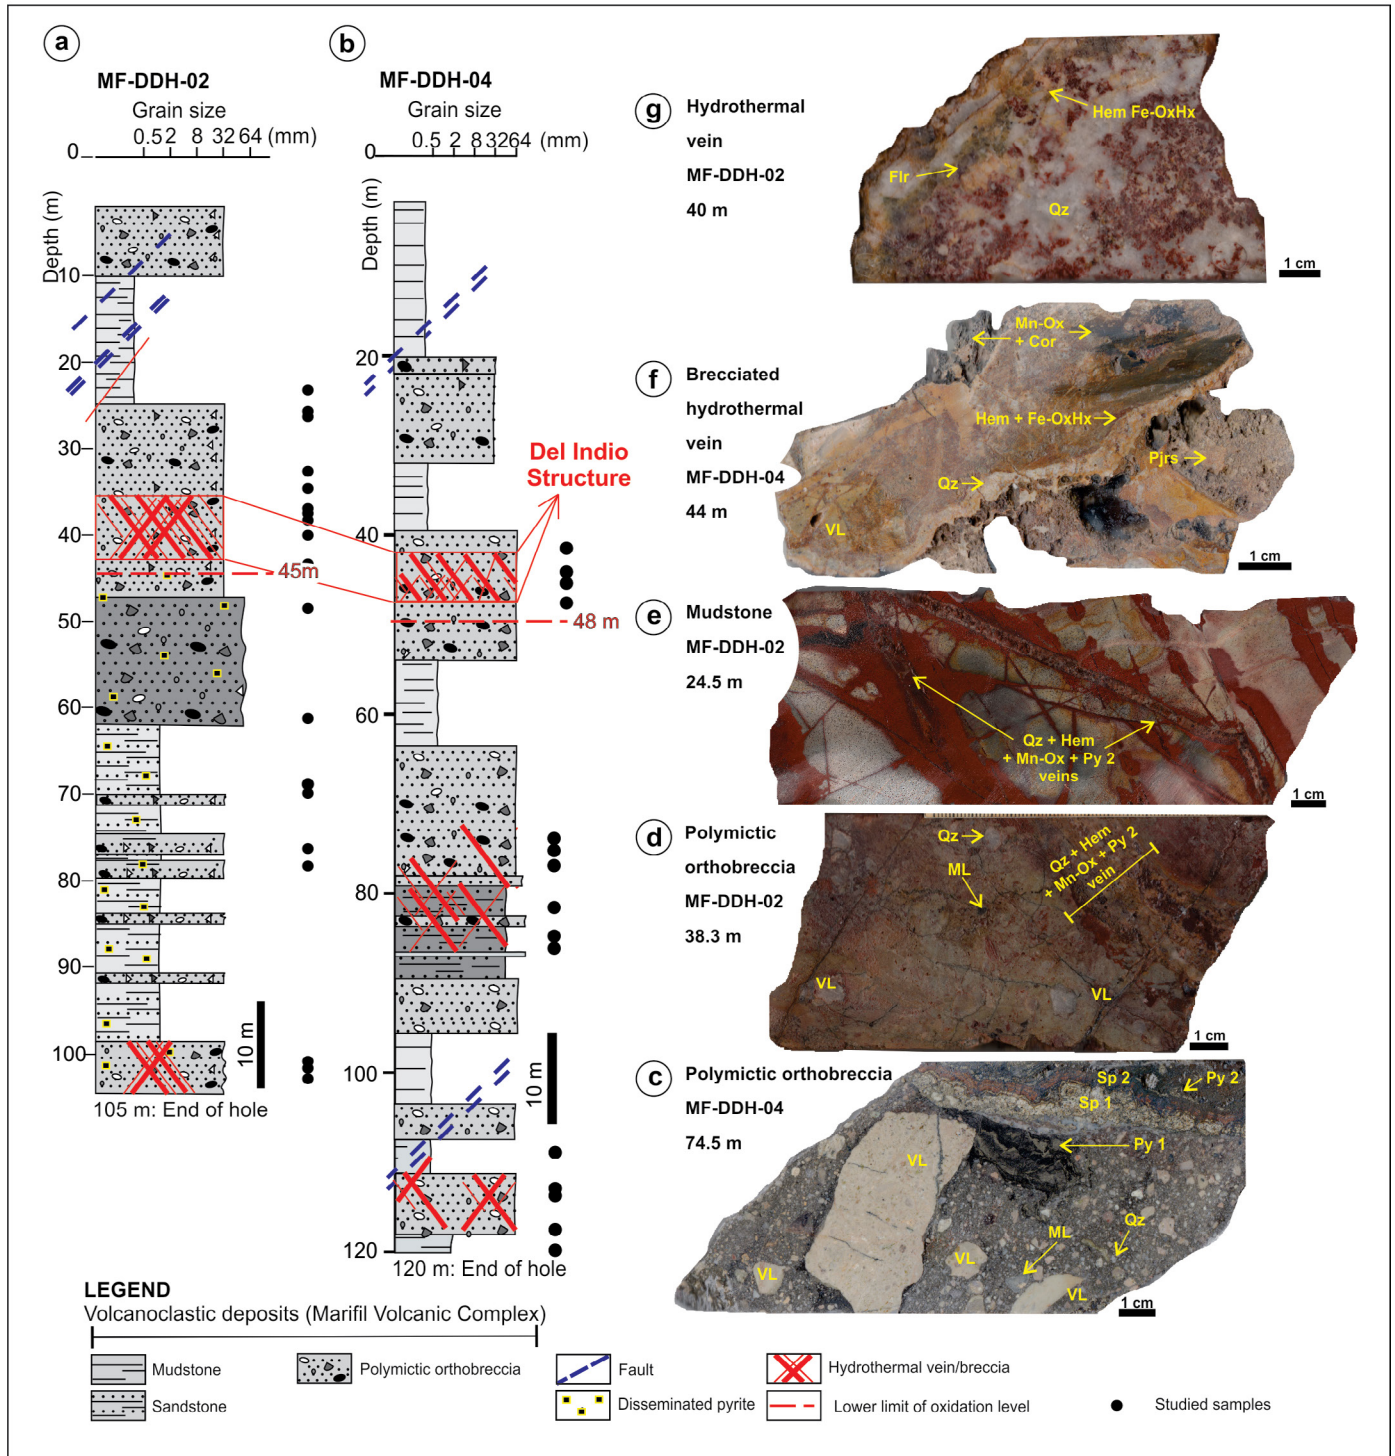 a
MF-DDH-02
Grain size
0.5 2 8 32 64 (mm)
0
Depth (m)
10
20
30
40
50
60
70
80
90
100
45m
10 m
105 m: End of hole
b
MF-DDH-04
Grain size
0.5 2 8 32 64 (mm)
0
Depth (m)
20
40
60
80
100
120
Del Indio
Structure
48 m
10 m
120 m: End of hole
g
Hydrothermal
vein
MF-DDH-02
40 m
Hem Fe-OxHx
Flr
Qz
1 cm
f
Brecciated
hydrothermal
vein
MF-DDH-04
44 m
Mn-Ox
+ Cor
Hem + Fe-OxHx
Pjrs
Qz
VL
1 cm
e
Mudstone
MF-DDH-02
24.5 m
Qz + Hem
+ Mn-Ox + Py 2
veins
1 cm
d
Polymictic
orthobreccia
MF-DDH-02
38.3 m
Qz
ML
Qz + Hem
+ Mn-Ox + Py 2
vein
VL
VL
1 cm
c
Polymictic orthobreccia
MF-DDH-04
74.5 m
Sp 2
Py 2
Sp 1
Py 1
VL
Qz
ML
VL
VL
VL
1 cm
LEGEND
Volcanoclastic deposits (Marifil Volcanic Complex)
Mudstone
Sandstone
Polymictic orthobreccia
Fault
Disseminated pyrite
Hydrothermal vein/breccia
Lower limit of oxidation level
Studied samples